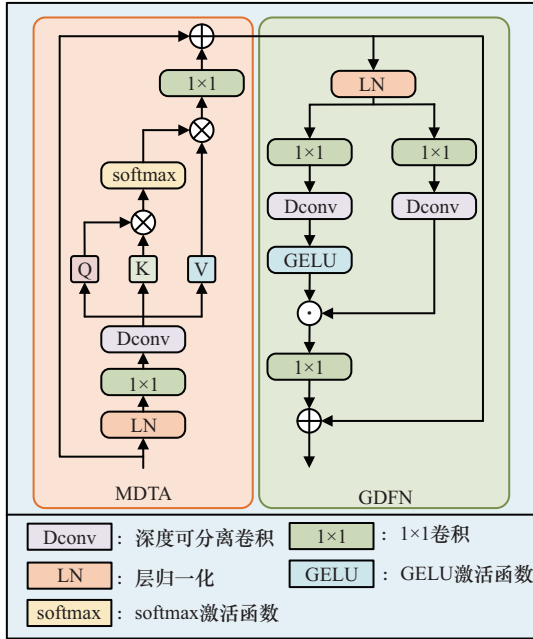 1×1
LN
1×1
1×1
softmax
Dconv
Dconv
Q
K
V
GELU
Dconv
1×1
1×1
LN
MDTA
GDFN
Dconv : 深度可分离卷积
1×1 : 1×1卷积
LN : 层归一化
GELU : GELU激活函数
softmax : softmax激活函数